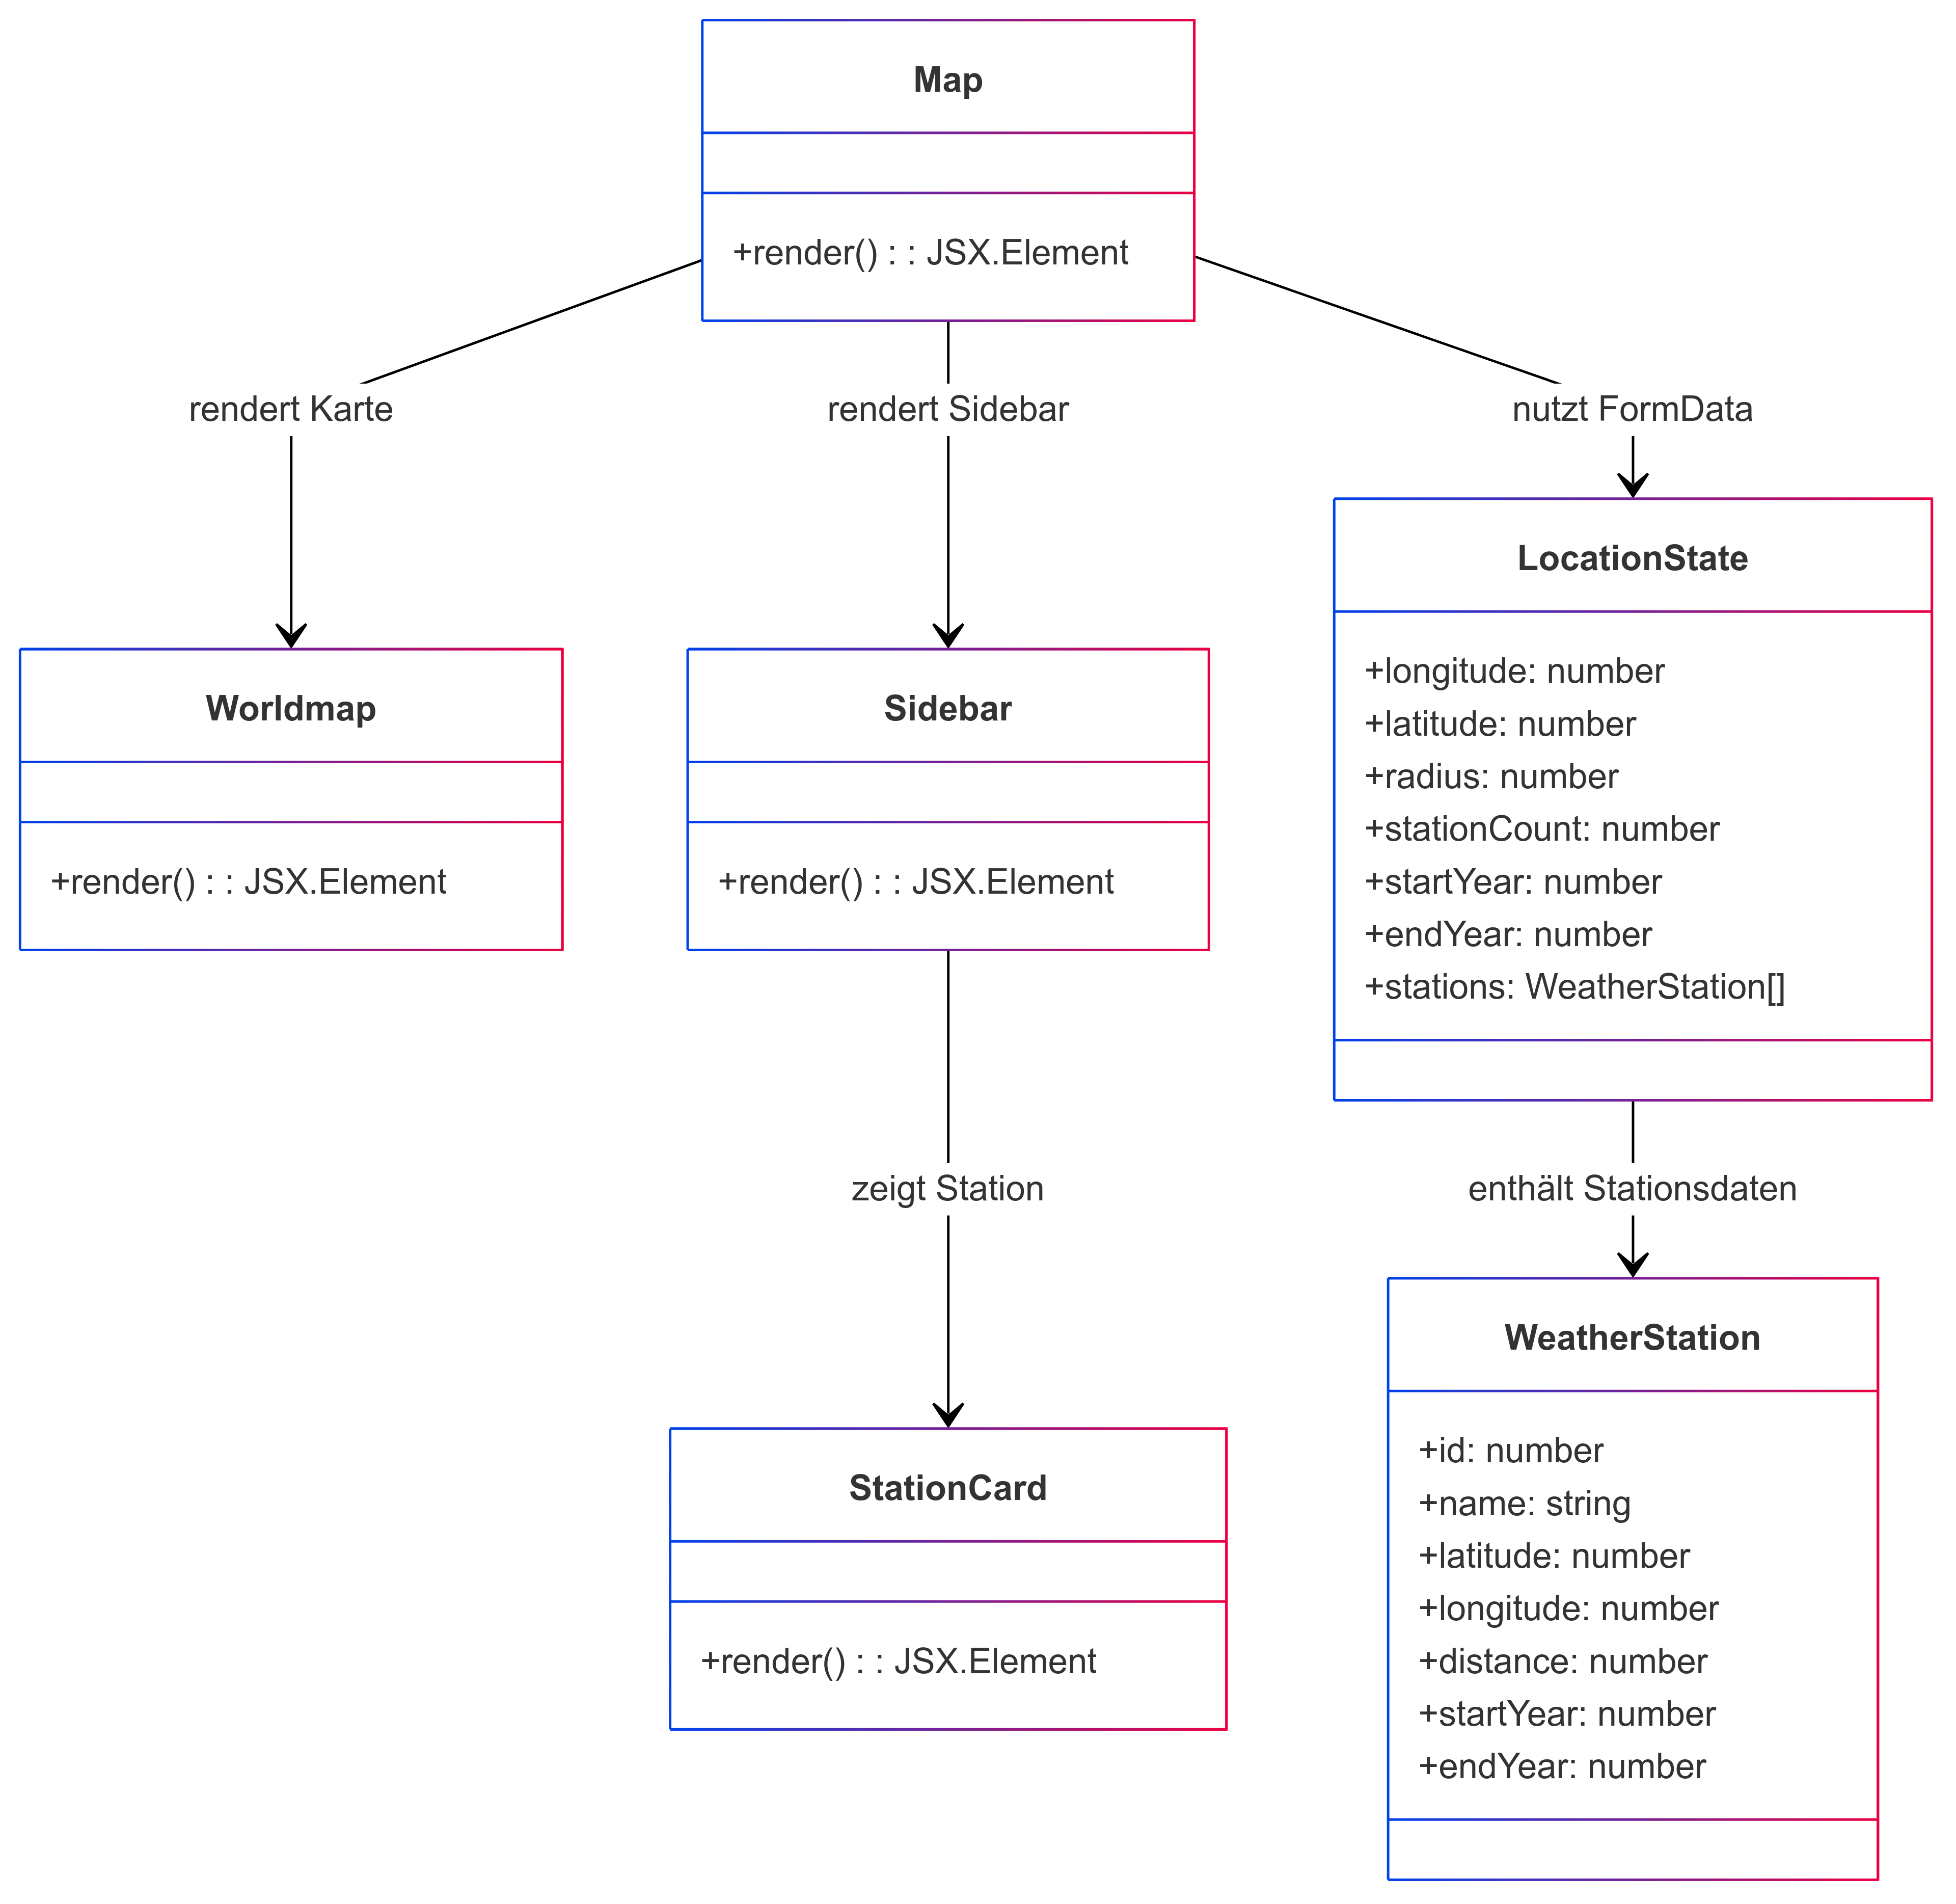 Map
+render() : : JSX.Element
rendert Karte
rendert Sidebar
nutzt FormData
Worldmap
+render() : : JSX.Element
Sidebar
+render() : : JSX.Element
LocationState
+longitude: number
+latitude: number
+radius: number
+stationCount: number
+startYear: number
+endYear: number
+stations: WeatherStation[]
zeigt Station
enthält Stationsdaten
StationCard
+render() : : JSX.Element
WeatherStation
+id: number
+name: string
+latitude: number
+longitude: number
+distance: number
+startYear: number
+endYear: number